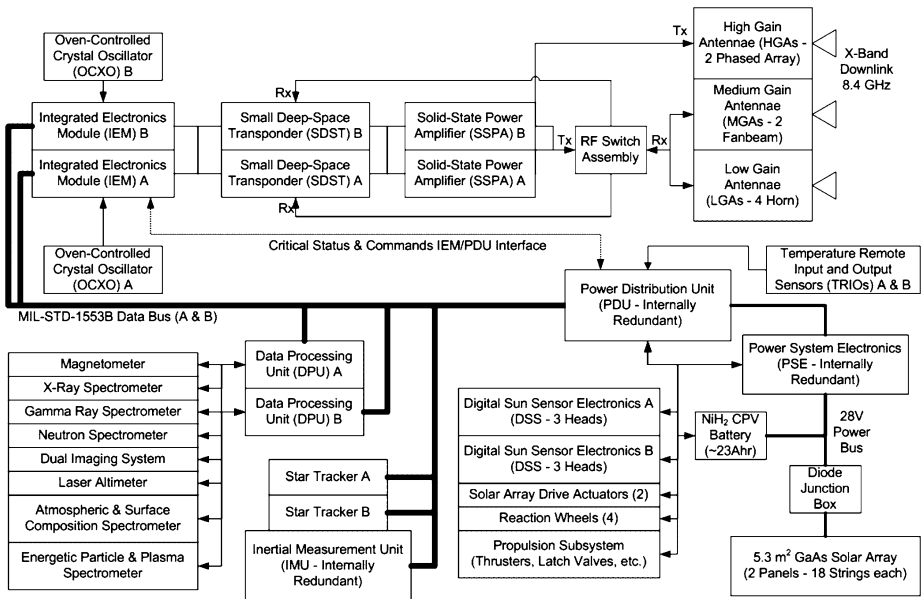 Oven-Controlled
Crystal Oscillator
(OCXO) B
Tx
High Gain
Antennae (HGAs -
2 Phased Array)
X-Band
Downlink
8.4 GHz
Rx
Integrated Electronics
Module (IEM) B
Small Deep-Space
Transponder (SDST) B
Solid-State Power
Amplifier (SSPA) B
Tx
RF Switch
Assembly
Rx
Medium Gain
Antennae
(MGAs - 2
Fanbeam)
Integrated Electronics
Module (IEM) A
Small Deep-Space
Transponder (SDST) A
Solid-State Power
Amplifier (SSPA) A
Low Gain
Antennae
(LGAs - 4 Horn)
Rx
Oven-Controlled
Crystal Oscillator
(OCXO) A
Critical Status & Commands IEM/PDU Interface
Temperature Remote
Input and Output
Sensors (TRIOs) A & B
Power Distribution Unit
(PDU - Internally
Redundant)
MIL-STD-1553B Data Bus (A & B)
Magnetometer
X-Ray Spectrometer
Gamma Ray Spectrometer
Neutron Spectrometer
Dual Imaging System
Laser Altimeter
Atmospheric & Surface
Composition Spectrometer
Energetic Particle & Plasma
Spectrometer
Data Processing
Unit (DPU) A
Data Processing
Unit (DPU) B
Star Tracker A
Star Tracker B
Inertial Measurement Unit
(IMU - Internally
Redundant)
Power System Electronics
(PSE - Internally
Redundant)
Digital Sun Sensor Electronics A
(DSS - 3 Heads)
Digital Sun Sensor Electronics B
(DSS - 3 Heads)
Solar Array Drive Actuators (2)
Reaction Wheels (4)
Propulsion Subsystem
(Thrusters, Latch Valves, etc.)
NiH₂ CPV
Battery
(~23Ahr)
28V
Power
Bus
Diode
Junction
Box
5.3 m² GaAs Solar Array
(2 Panels - 18 Strings each)